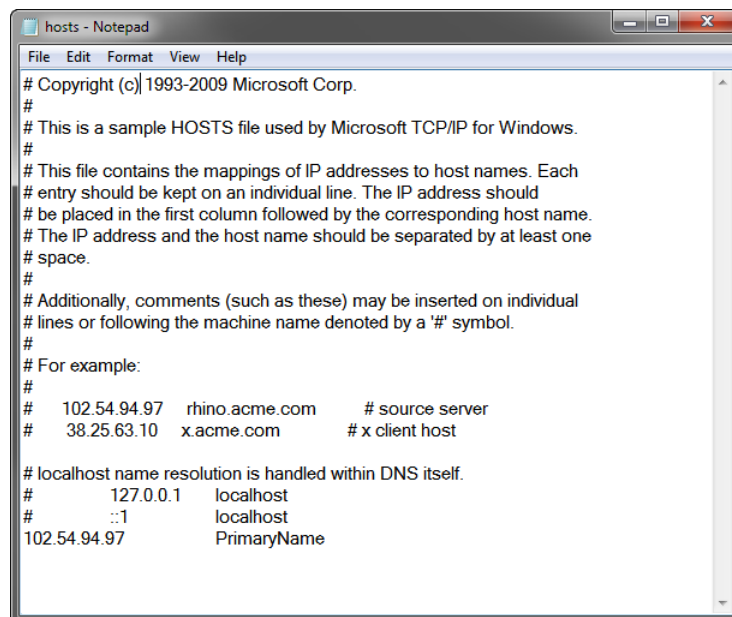 hosts - Notepad
File Edit Format View Help
# Copyright (c) 1993-2009 Microsoft Corp.
#
# This is a sample HOSTS file used by Microsoft TCP/IP for Windows.
#
# This file contains the mappings of IP addresses to host names. Each
# entry should be kept on an individual line. The IP address should
# be placed in the first column followed by the corresponding host name.
# The IP address and the host name should be separated by at least one
# space.
#
# Additionally, comments (such as these) may be inserted on individual
# lines or following the machine name denoted by a '#' symbol.
#
# For example:
#
# 102.54.94.97 rhino.acme.com # source server
# 38.25.63.10 x.acme.com # x client host

# localhost name resolution is handled within DNS itself.
# 127.0.0.1 localhost
# ::1 localhost
102.54.94.97 PrimaryName